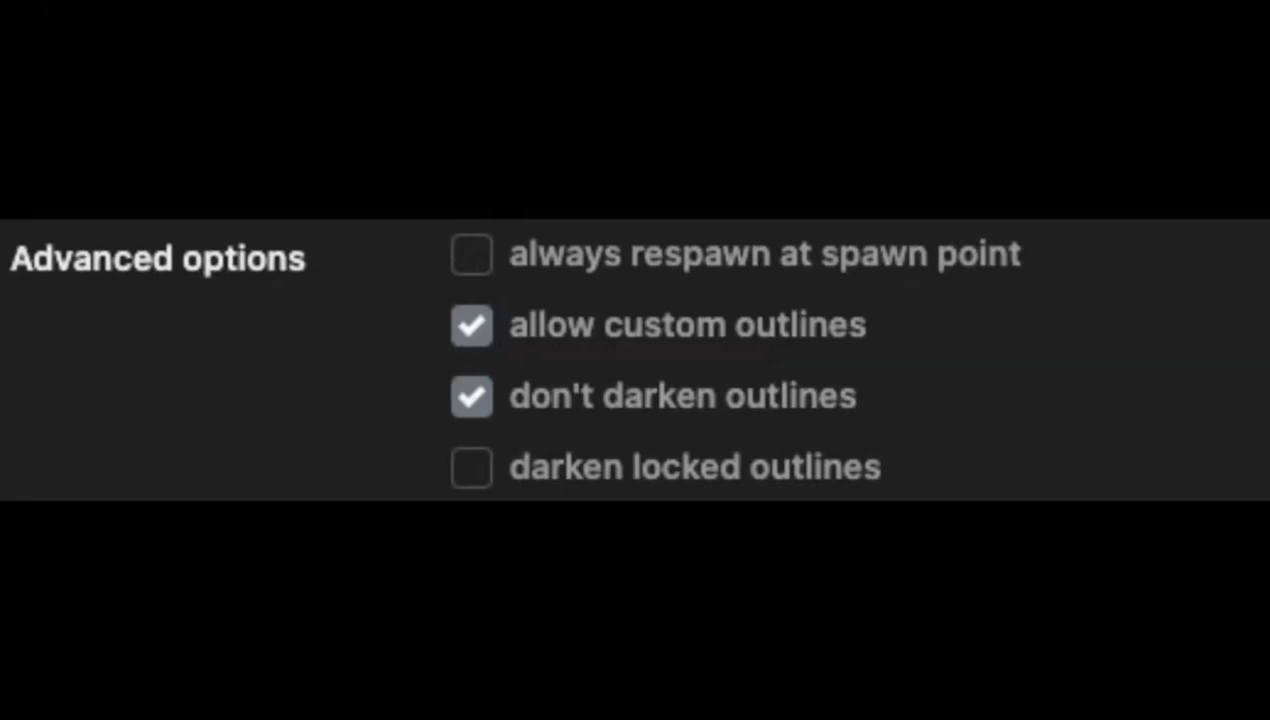 Advanced options
always respawn at spawn point
allow custom outlines
don't darken outlines
darken locked outlines